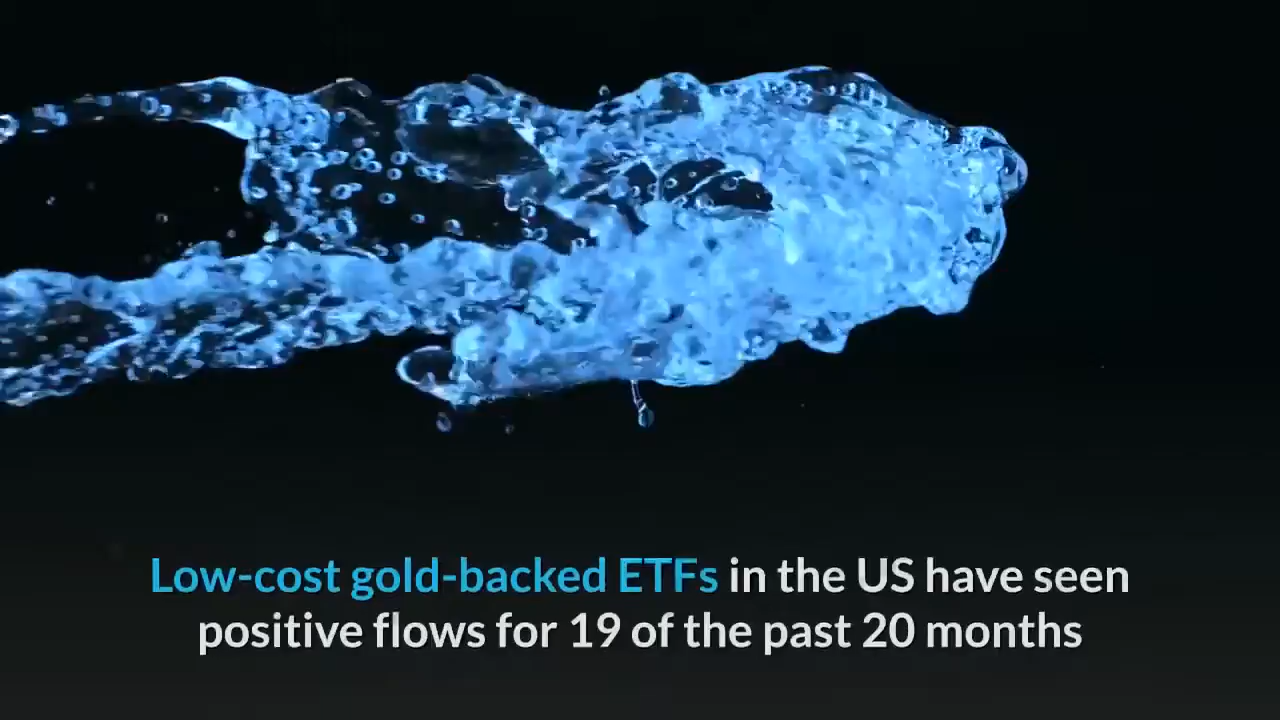 Low-cost gold-backed ETFs in the US have seen
positive flows for 19 of the past 20 months